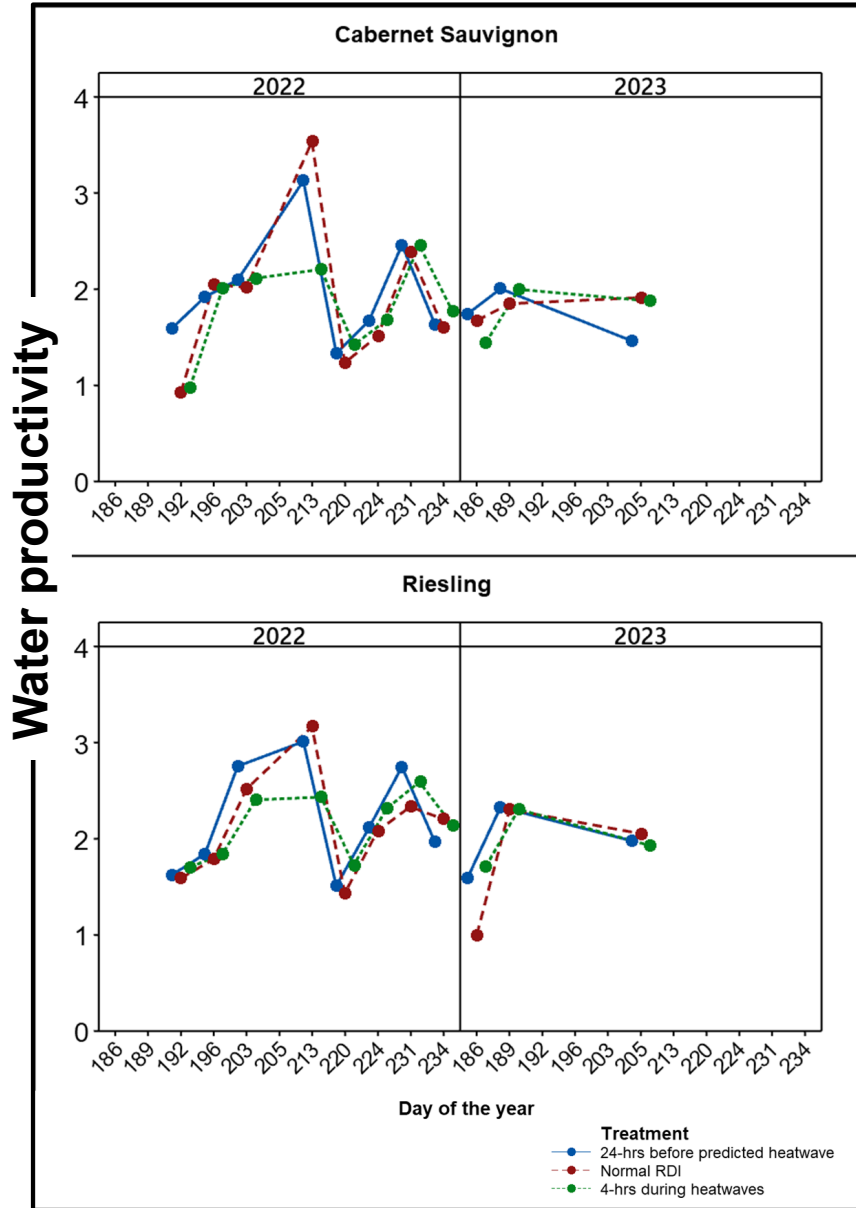 Cabernet Sauvignon
2022 2023
4
3
2
1
0
186 189 192 196 203 205 213 220 224 231 234 186 189 192 196 203 205 213 220 224 231 234
Water productivity
Riesling
2022 2023
4
3
2
1
0
186 189 192 196 203 205 213 220 224 231 234 186 189 192 196 203 205 213 220 224 231 234
Day of the year
Treatment
24-hrs before predicted heatwave
Normal RDI
4-hrs during heatwaves